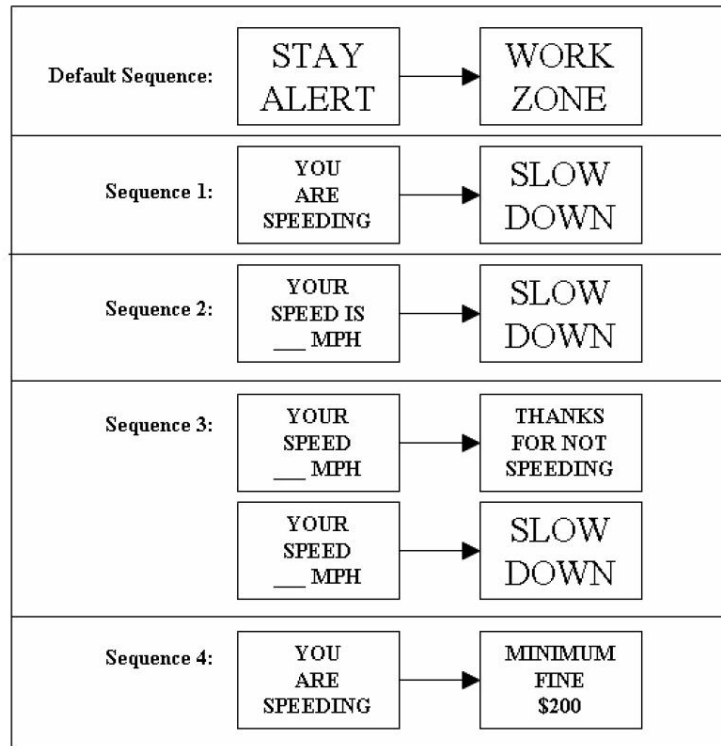 Default Sequence:
STAY
ALERT
WORK
ZONE
Sequence 1:
YOU
ARE
SPEEDING
SLOW
DOWN
Sequence 2:
YOUR
SPEED IS
___ MPH
SLOW
DOWN
Sequence 3:
YOUR
SPEED
___ MPH
THANKS
FOR NOT
SPEEDING
YOUR
SPEED
___ MPH
SLOW
DOWN
Sequence 4:
YOU
ARE
SPEEDING
MINIMUM
FINE
$200